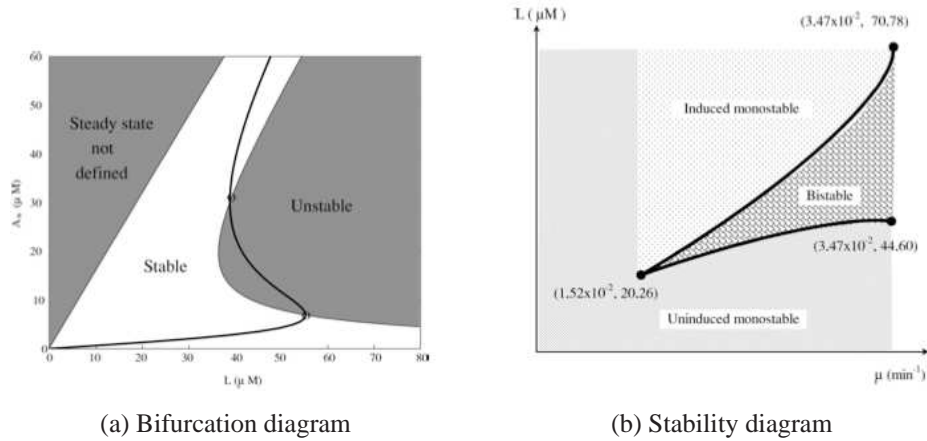 60
50
40
30
20
10
0
A* (μ M)
Steady state
not
defined
Stable
Unstable
0 10 20 30 40 50 60 70 80
L (μ M)
(a) Bifurcation diagram
L (μM)
(3.47x10⁻², 70.78)
Induced monostable
Bistable
(3.47x10⁻², 44.60)
(1.52x10⁻², 20.26)
Uninduced monostable
μ (min⁻¹)
(b) Stability diagram